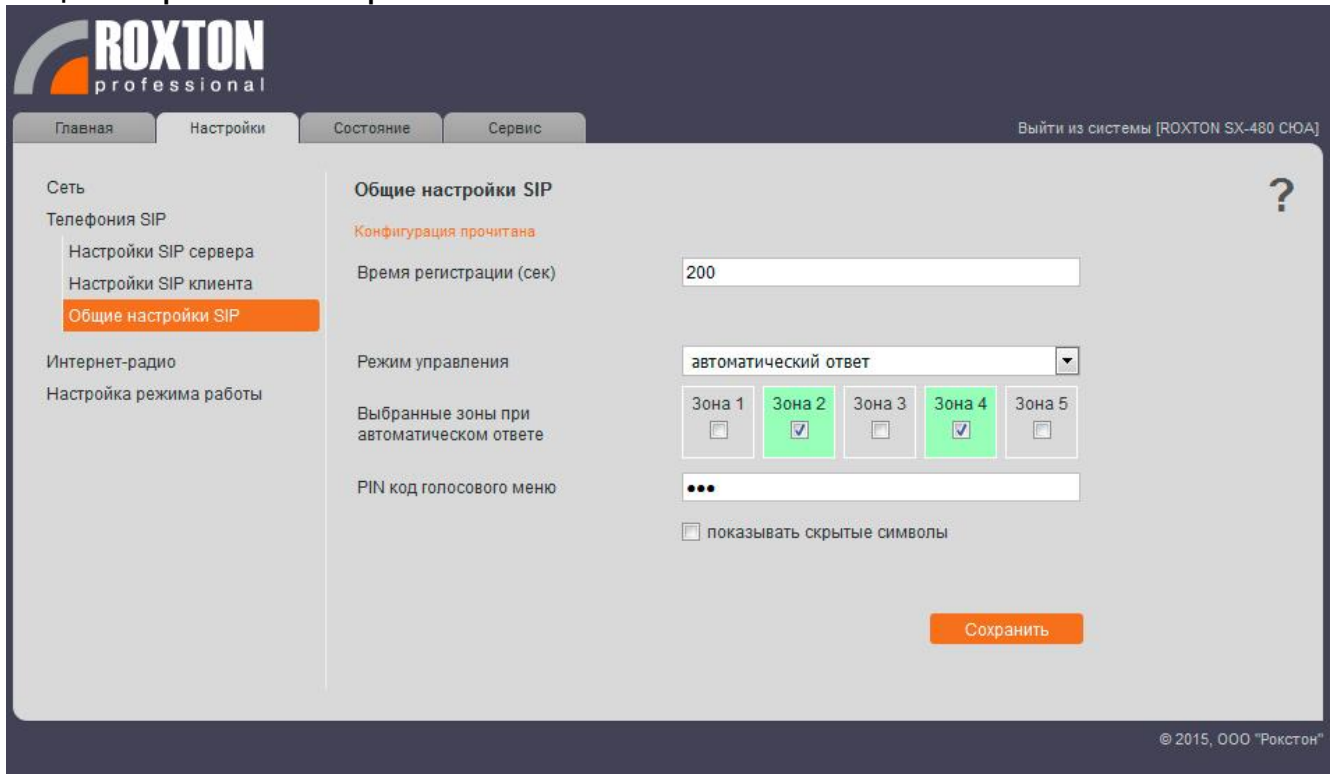 ROXTON
professional
Главная Настройки Состояние Сервис Выйти из системы [ROXTON SX-480 СЮА]
Сеть
Телефония SIP
Настройки SIP сервера
Настройки SIP клиента
Общие настройки SIP
Интернет-радио
Настройка режима работы
Общие настройки SIP
?
Конфигурация прочитана
Время регистрации (сек) 200
Режим управления автоматический ответ
Выбранные зоны при
автоматическом ответе
Зона 1 Зона 2 Зона 3 Зона 4 Зона 5
PIN код голосового меню •••
показывать скрытые символы
Сохранить
© 2015, ООО "Рокстон"